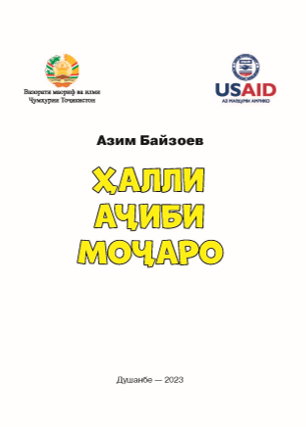 Вазорати маориф ва илми
Ҷумҳурии Тоҷикистон
USAID
АЗ МАРДУМИ АМРИКО
Азим Байзоев
ҲАЛЛИ
АҶИБИ
МОҶАРО
Душанбе — 2023